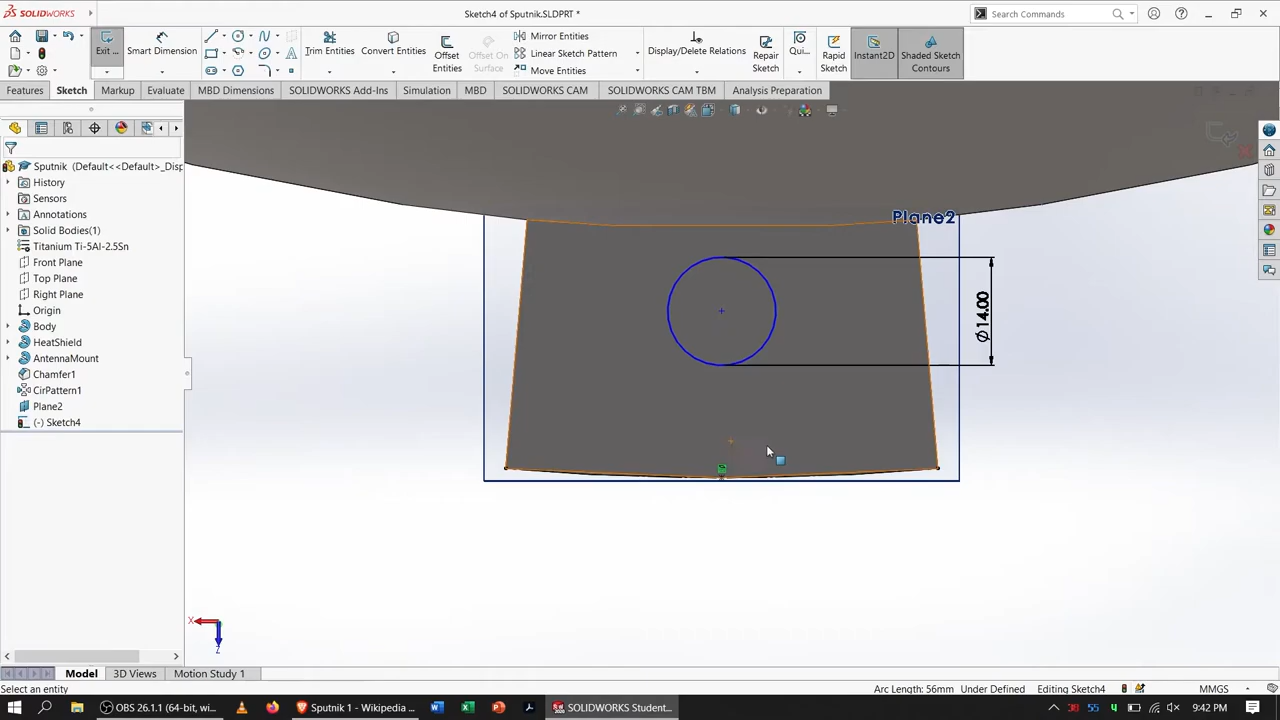 SOLIDWORKS
Sketch4 of Sputnik.SLDPRT *
Search Commands
Exit ...
Smart Dimension
Trim Entities
Convert Entities
Offset Entities
Offset On Surface
Mirror Entities
Linear Sketch Pattern
Move Entities
Display/Delete Relations
Repair Sketch
Qui...
Rapid Sketch
Instant2D
Shaded Sketch Contours
Features
Sketch
Markup
Evaluate
MBD Dimensions
SOLIDWORKS Add-Ins
Simulation
MBD
SOLIDWORKS CAM
SOLIDWORKS CAM TBM
Analysis Preparation
Sputnik (Default<<Default>_Disp
History
Sensors
Annotations
Solid Bodies(1)
Titanium Ti-5Al-2.5Sn
Front Plane
Top Plane
Right Plane
Origin
Body
HeatShield
AntennaMount
Chamfer1
CirPattern1
Plane2
(-) Sketch4
Plane2
Ø14.00
X
Z
Model
3D Views
Motion Study 1
Select an entity
Arc Length: 56mm
Under Defined
Editing Sketch4
MMGS
OBS 26.1.1 (64-bit, wi...
Sputnik 1 - Wikipedia ...
SOLIDWORKS Student...
38
55
9:42 PM